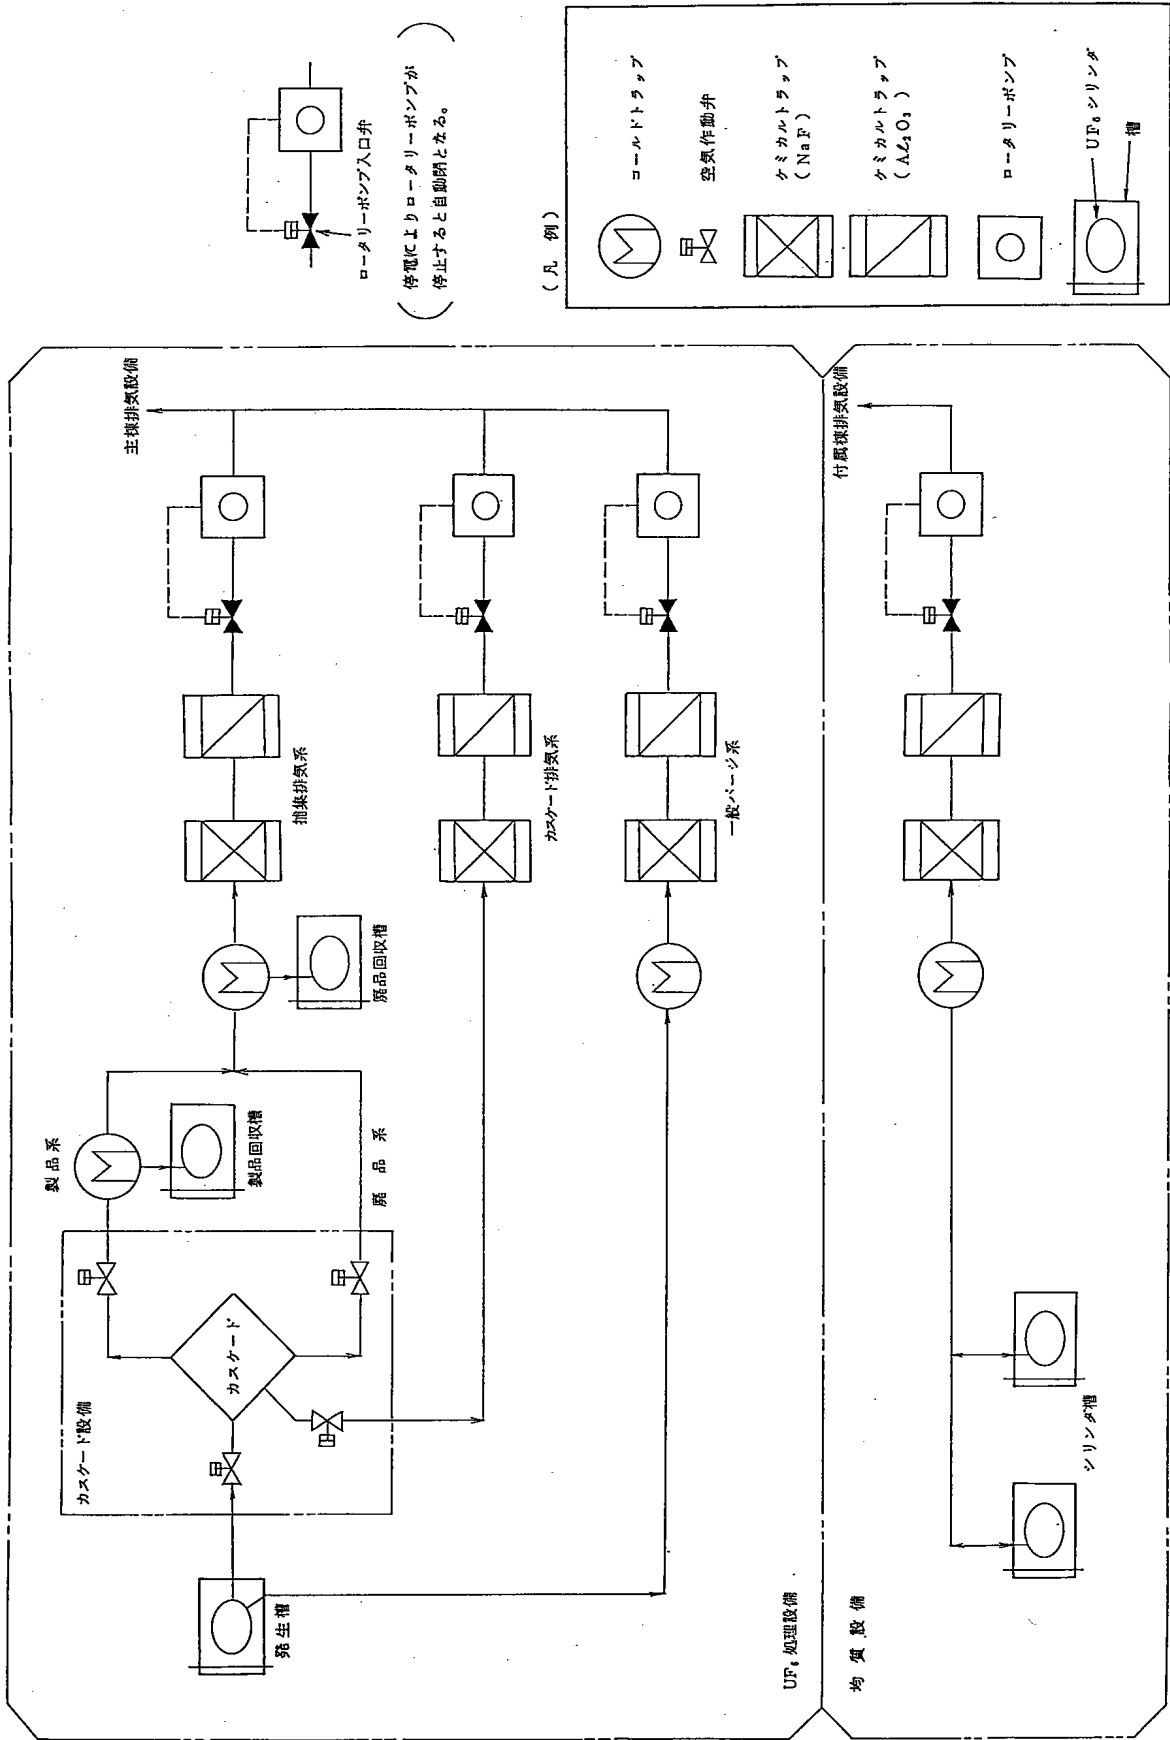 主棟排気設備
捕集排気系
カスケード排気系
一般パージ系
製品系
製品回収槽
廃品回収槽
廃品系
カスケード設備
カスケード
発生槽
UF₆処理設備
付属棟排気設備
シリンダ槽
均質設備
ロータリーポンプ入口弁
停電によりロータリーポンプが
停止すると自動閉となる。
(凡 例)
コールドトラップ
空気作動弁
ケミカルトラップ
(NaF)
ケミカルトラップ
(Aℓ₂O₃)
ロータリーポンプ
UF₆シリンダ
槽